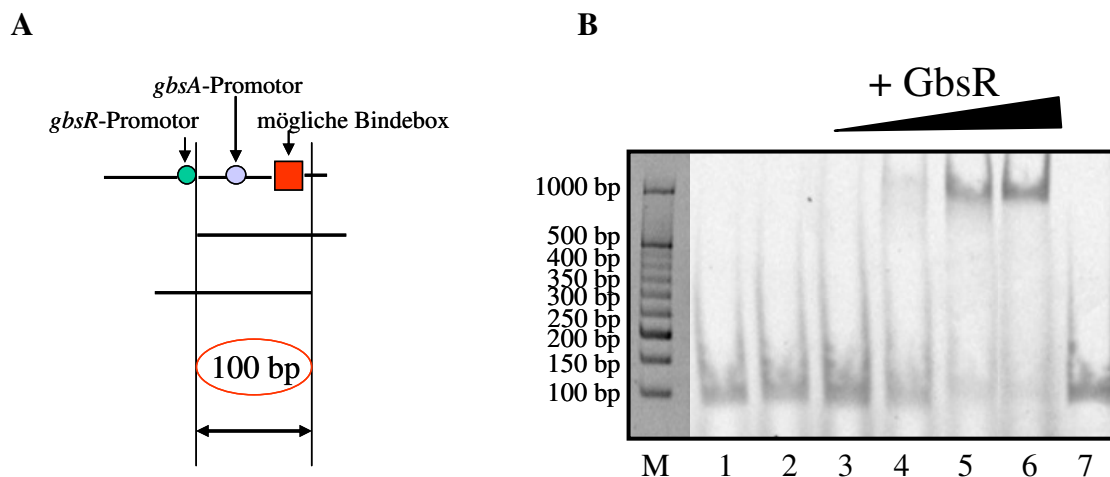 A
gbsA-Promotor
gbsR-Promotor
mögliche Bindebox
100 bp
B
+ GbsR
1000 bp
500 bp
400 bp
350 bp
300 bp
250 bp
200 bp
150 bp
100 bp
M 1 2 3 4 5 6 7